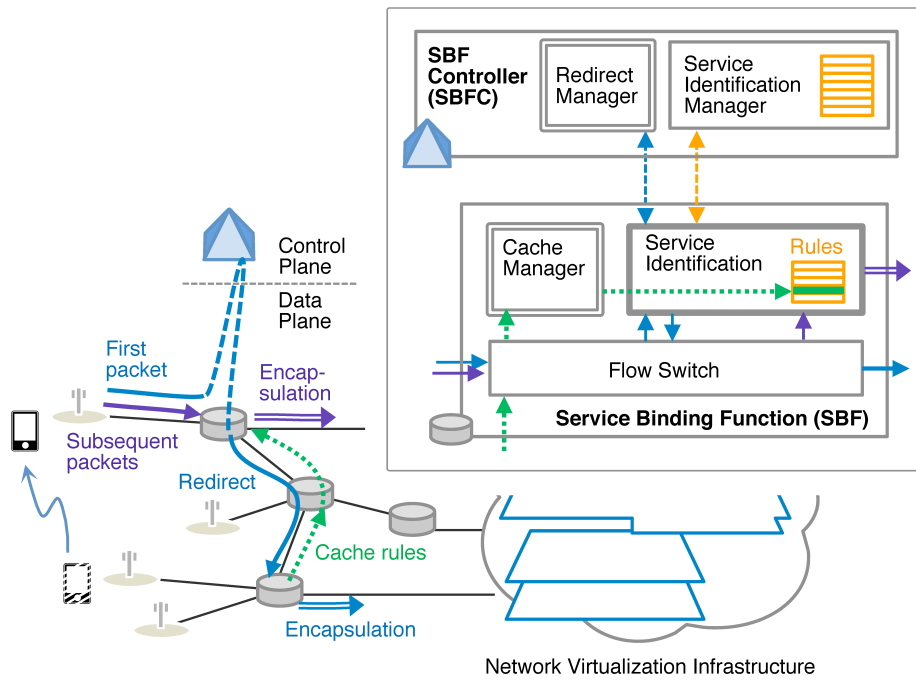 SBF
Controller
(SBFC)
Redirect
Manager
Service
Identification
Manager
Cache
Manager
Service
Identification
Rules
Flow Switch
Service Binding Function (SBF)
Control
Plane
Data
Plane
First
packet
Encap-
sulation
Subsequent
packets
Redirect
Cache rules
Encapsulation
Network Virtualization Infrastructure